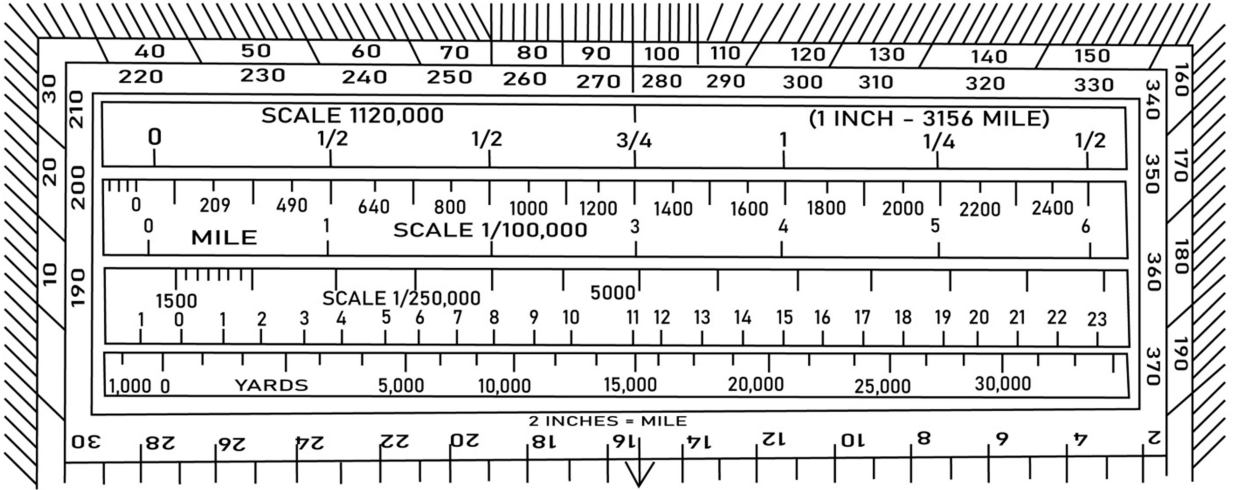 40 50 60 70 80 90 100 110 120 130 140 150
220 230 240 250 260 270 280 290 300 310 320 330
30 20 10
210 200 190
160 170 180 190
340 350 360 370
SCALE 1120,000 (1 INCH - 3156 MILE)
0 1/2 1/2 3/4 1 1/4 1/2
0 209 490 640 800 1000 1200 1400 1600 1800 2000 2200 2400
0 1 3 4 5 6
MILE SCALE 1/100,000
1500 SCALE 1/250,000 5000
1 0 1 2 3 4 5 6 7 8 9 10 11 12 13 14 15 16 17 18 19 20 21 22 23
1,000 0 YARDS 5,000 10,000 15,000 20,000 25,000 30,000
2 INCHES = MILE
30 28 26 24 22 20 18 16 14 12 10 8 6 4 2